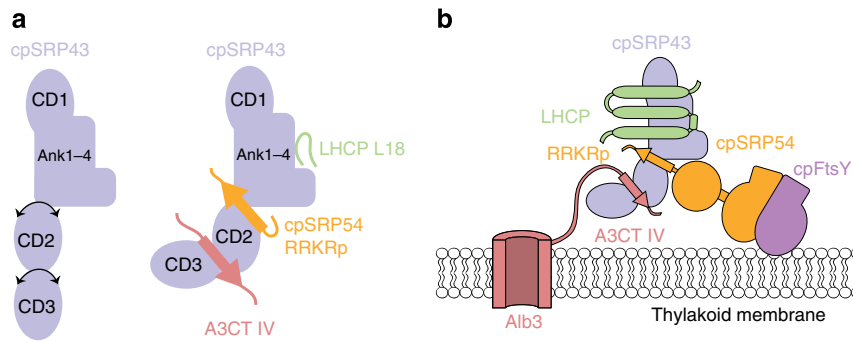 a
cpSRP43
CD1
Ank1–4
CD2
CD3
cpSRP43
CD1
Ank1–4
LHCP L18
CD2
cpSRP54
RRKRp
CD3
A3CT IV
b
cpSRP43
LHCP
RRKRp
cpSRP54
cpFtsY
A3CT IV
Alb3
Thylakoid membrane